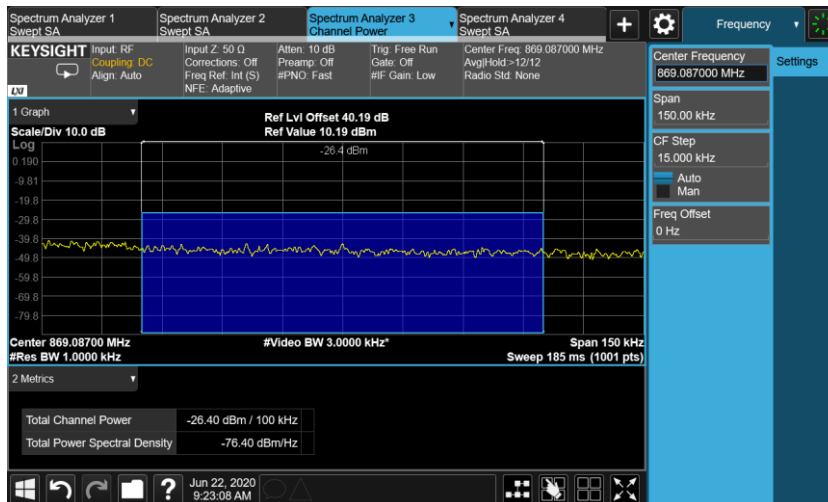 Spectrum Analyzer 1
Swept SA
Spectrum Analyzer 2
Swept SA
Spectrum Analyzer 3
Channel Power
Spectrum Analyzer 4
Swept SA
+
Frequency
KEYSIGHT
LXI
Input: RF
Coupling: DC
Align: Auto
Input Z: 50 Ω
Corrections: Off
Freq Ref: Int (S)
NFE: Adaptive
Atten: 10 dB
Preamp: Off
#PNO: Fast
Trig: Free Run
Gate: Off
#IF Gain: Low
Center Freq: 869.087000 MHz
Avg|Hold:>12/12
Radio Std: None
Center Frequency
869.087000 MHz
Settings
Span
150.00 kHz
CF Step
15.000 kHz
Auto
Man
Freq Offset
0 Hz
1 Graph
Scale/Div 10.0 dB
Ref Lvl Offset 40.19 dB
Ref Value 10.19 dBm
Log
-26.4 dBm
0.190
-9.81
-19.8
-29.8
-39.8
-49.8
-59.8
-69.8
-79.8
Center 869.08700 MHz
#Video BW 3.0000 kHz*
Span 150 kHz
#Res BW 1.0000 kHz
Sweep 185 ms (1001 pts)
2 Metrics
Total Channel Power -26.40 dBm / 100 kHz
Total Power Spectral Density -76.40 dBm/Hz
?
Jun 22, 2020
9:23:08 AM